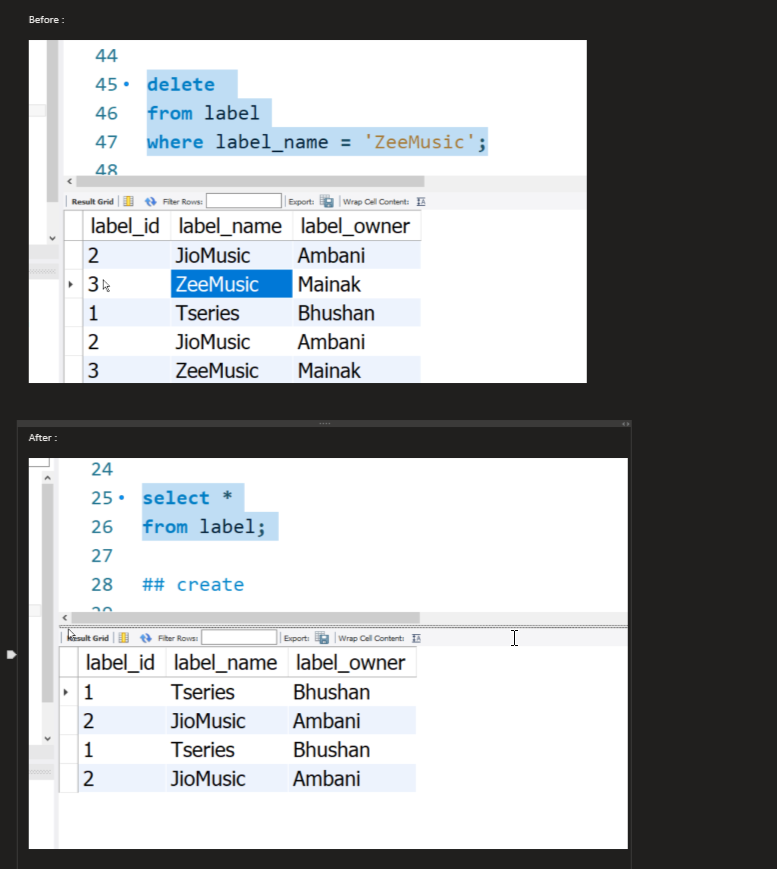 Before :
44
45 delete
46 from label
47 where label_name = 'ZeeMusic';
48
Result Grid Filter Rows: Export: Wrap Cell Content:
label_id label_name label_owner
2 JioMusic Ambani
3 ZeeMusic Mainak
1 Tseries Bhushan
2 JioMusic Ambani
3 ZeeMusic Mainak
After :
24
25 select *
26 from label;
27
28 ## create
Result Grid Filter Rows: Export: Wrap Cell Content:
label_id label_name label_owner
1 Tseries Bhushan
2 JioMusic Ambani
1 Tseries Bhushan
2 JioMusic Ambani